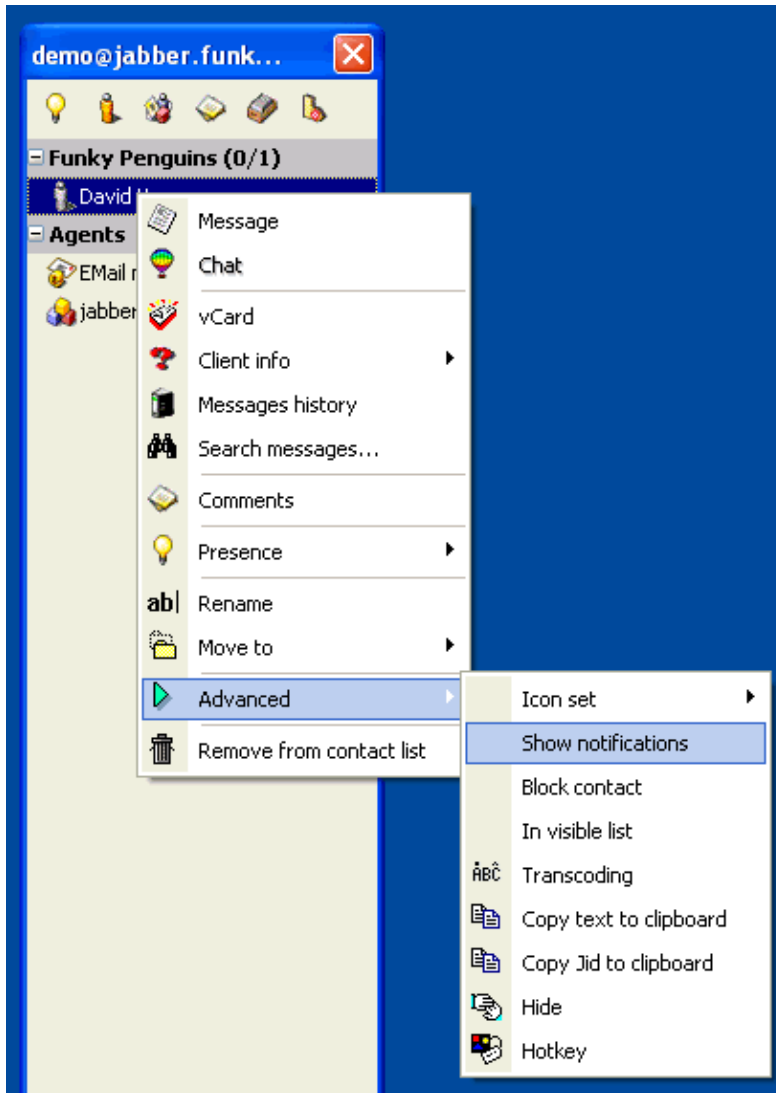 demo@jabber.funk...
Funky Penguins (0/1)
David
Agents
EMail
jabber
Message
Chat
vCard
Client info
Messages history
Search messages...
Comments
Presence
ab| Rename
Move to
Advanced
Remove from contact list
Icon set
Show notifications
Block contact
In visible list
ÀBĈ Transcoding
Copy text to clipboard
Copy Jid to clipboard
Hide
Hotkey